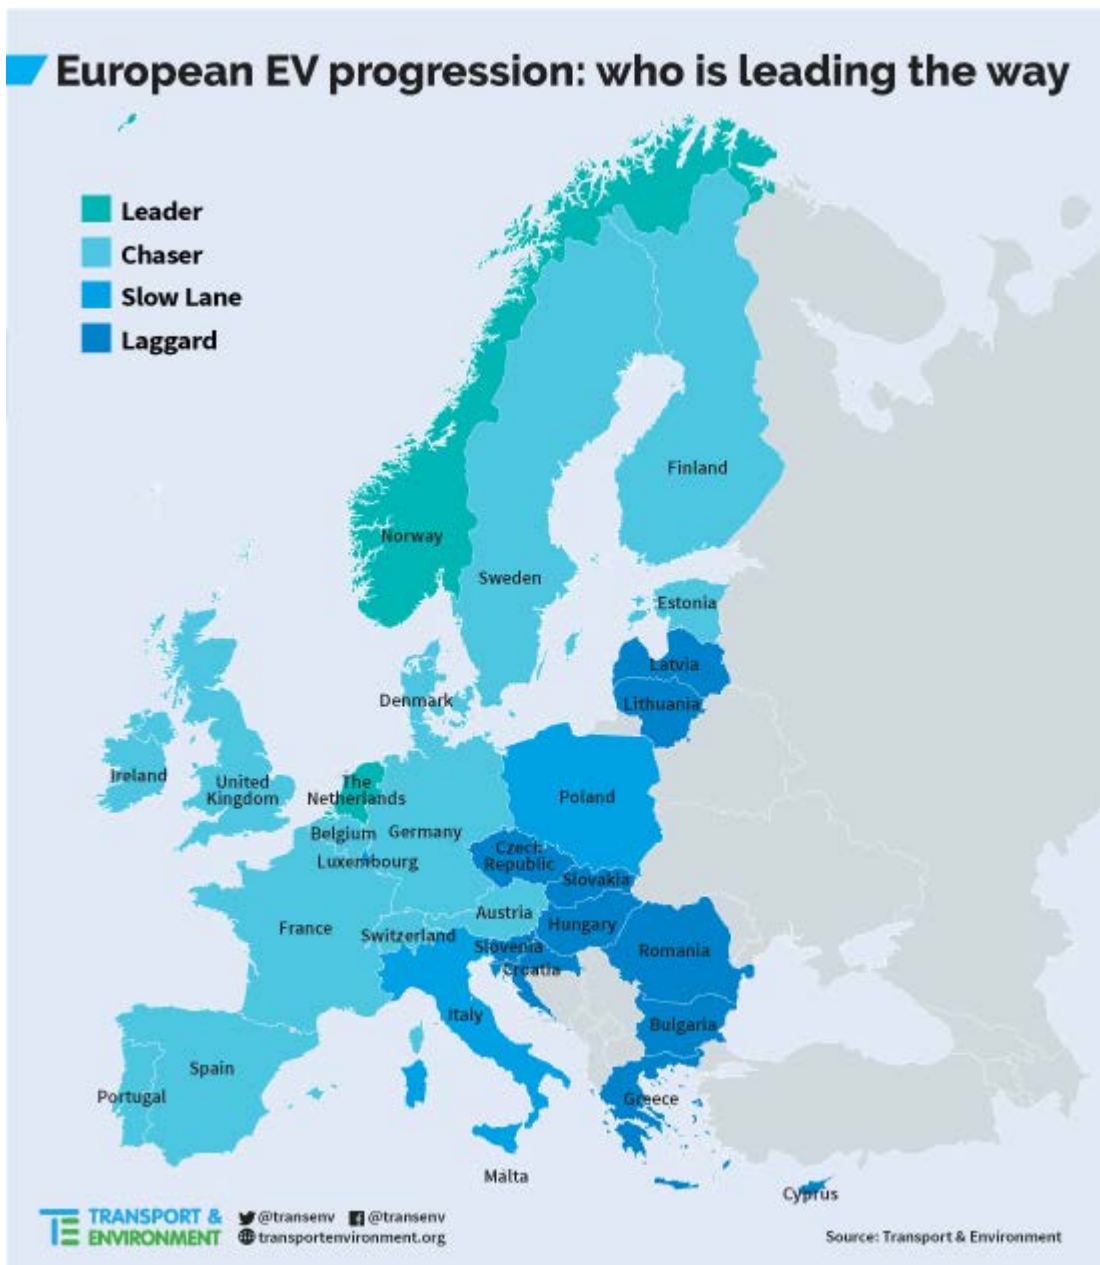 European EV progression: who is leading the way
Leader
Chaser
Slow Lane
Laggard
Finland
Norway
Sweden
Estonia
Latvia
Denmark
Lithuania
Ireland
United
Kingdom
The
Netherlands
Poland
Belgium
Germany
Czech
Republic
Luxembourg
Slovakia
Austria
France
Switzerland
Hungary
Slovenia
Romania
Croatia
Italy
Bulgaria
Spain
Portugal
Greece
Malta
Cyprus
TRANSPORT &
ENVIRONMENT
@transenv @transenv
transportenvironment.org
Source: Transport & Environment